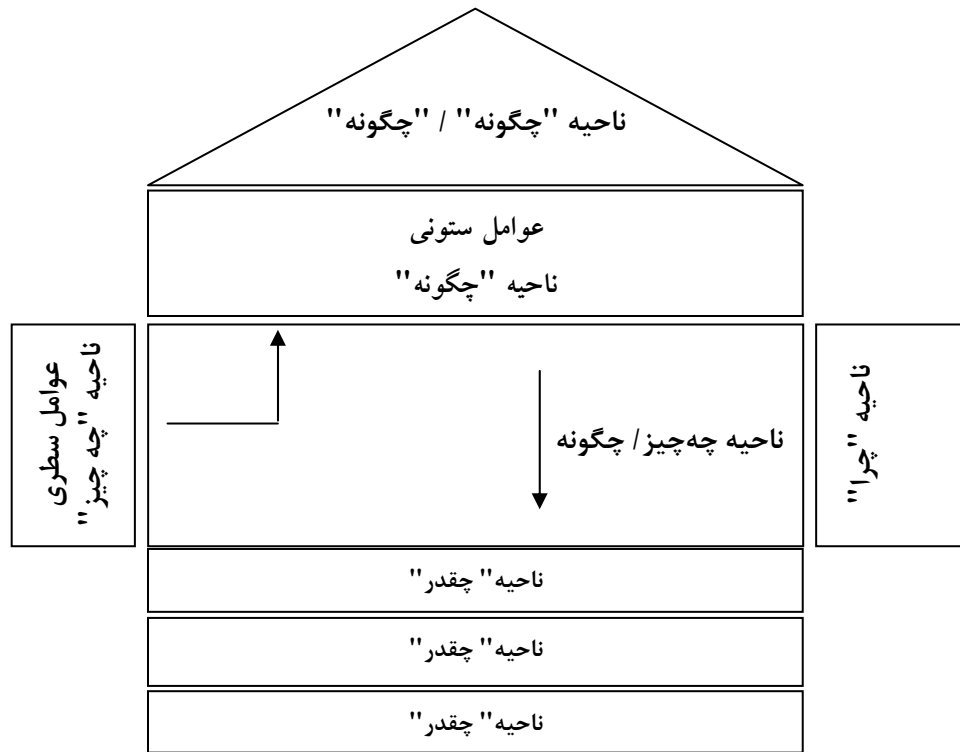 ناحیه "چگونه" / "چگونه"
عوامل ستونی
ناحیه "چگونه"
ناحیه "چرا"
ناحیه چه‌چیز/ چگونه
عوامل سطری
ناحیه "چه چیز"
ناحیه" چقدر"
ناحیه" چقدر"
ناحیه" چقدر"